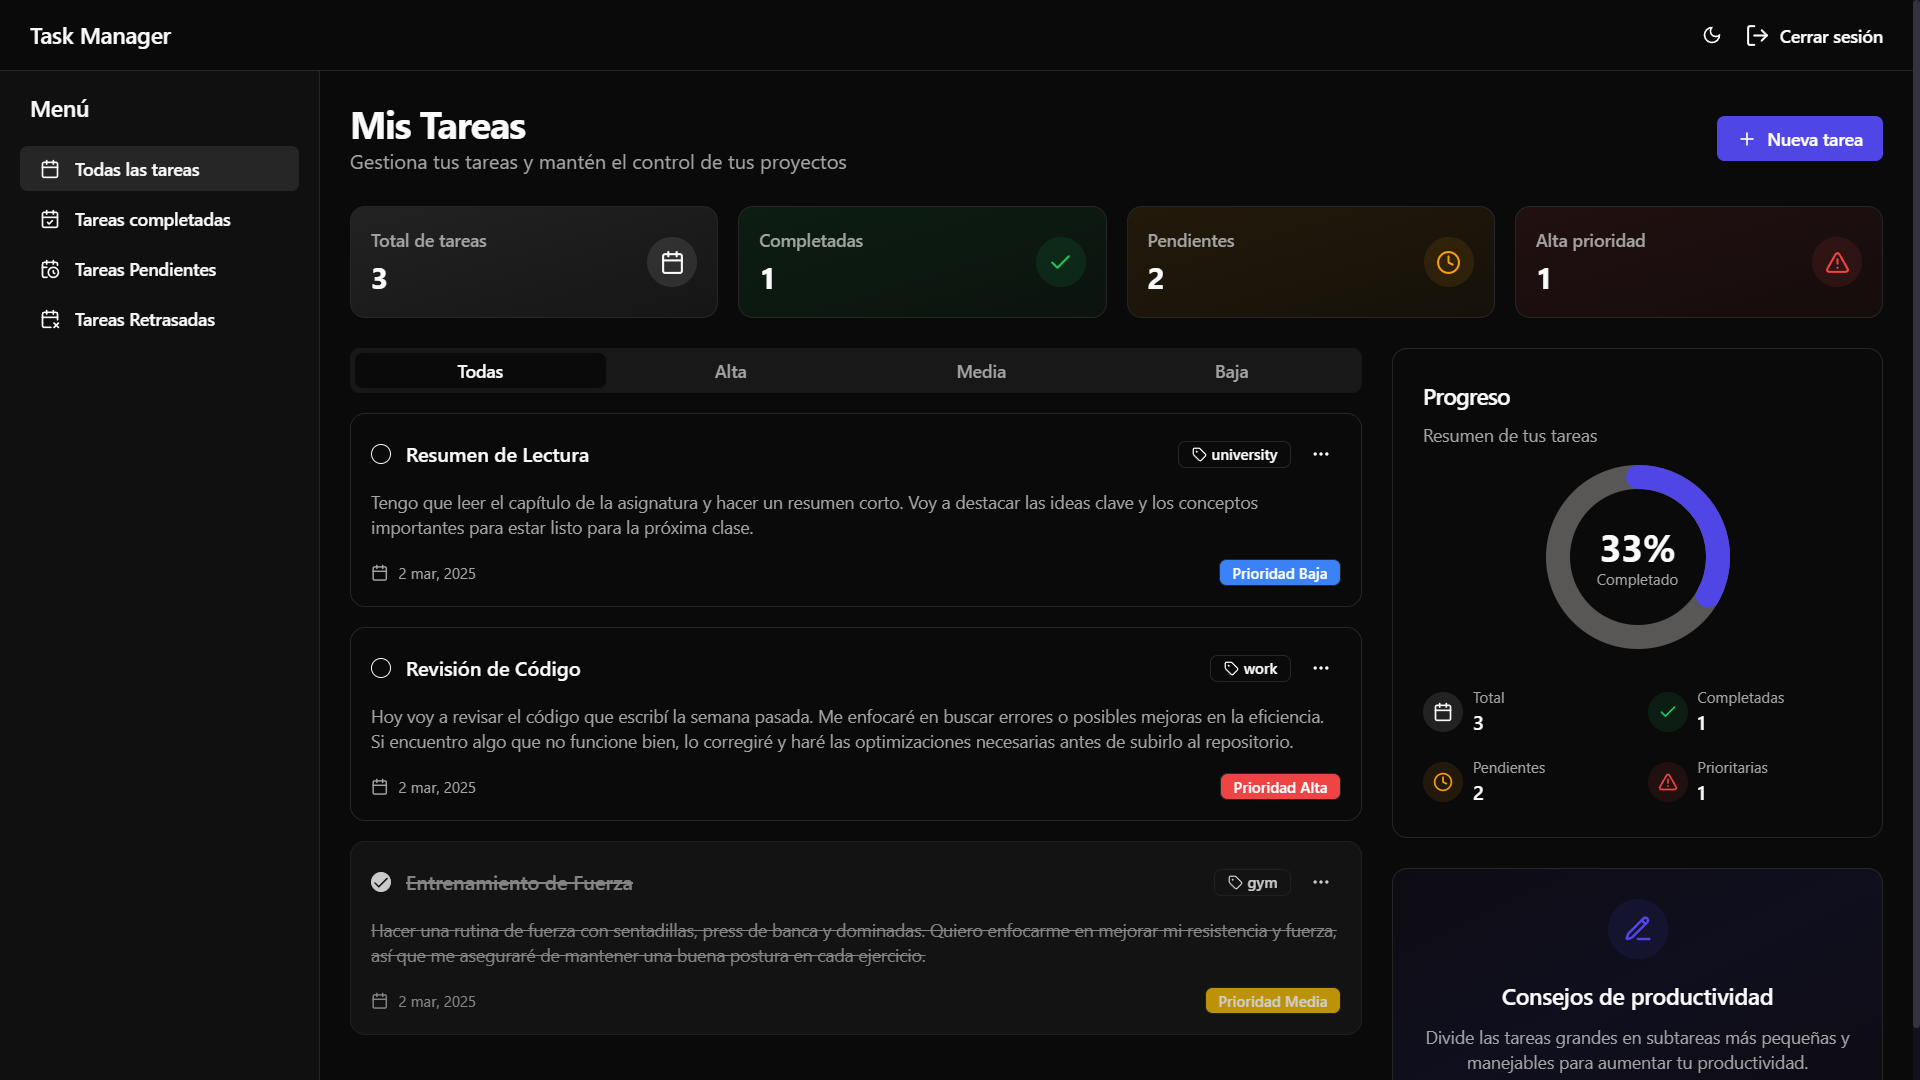 Task Manager
Cerrar sesión
Menú
Todas las tareas
Tareas completadas
Tareas Pendientes
Tareas Retrasadas
Mis Tareas
Gestiona tus tareas y mantén el control de tus proyectos
Nueva tarea
Total de tareas
3
Completadas
1
Pendientes
2
Alta prioridad
1
Todas
Alta
Media
Baja
Resumen de Lectura
university
Tengo que leer el capítulo de la asignatura y hacer un resumen corto. Voy a destacar las ideas clave y los conceptos
importantes para estar listo para la próxima clase.
2 mar, 2025
Prioridad Baja
Revisión de Código
work
Hoy voy a revisar el código que escribí la semana pasada. Me enfocaré en buscar errores o posibles mejoras en la eficiencia.
Si encuentro algo que no funcione bien, lo corregiré y haré las optimizaciones necesarias antes de subirlo al repositorio.
2 mar, 2025
Prioridad Alta
Entrenamiento de Fuerza
gym
Hacer una rutina de fuerza con sentadillas, press de banca y dominadas. Quiero enfocarme en mejorar mi resistencia y fuerza,
así que me aseguraré de mantener una buena postura en cada ejercicio.
2 mar, 2025
Prioridad Media
Progreso
Resumen de tus tareas
33%
Completado
Total
3
Completadas
1
Pendientes
2
Prioritarias
1
Consejos de productividad
Divide las tareas grandes en subtareas más pequeñas y
manejables para aumentar tu productividad.